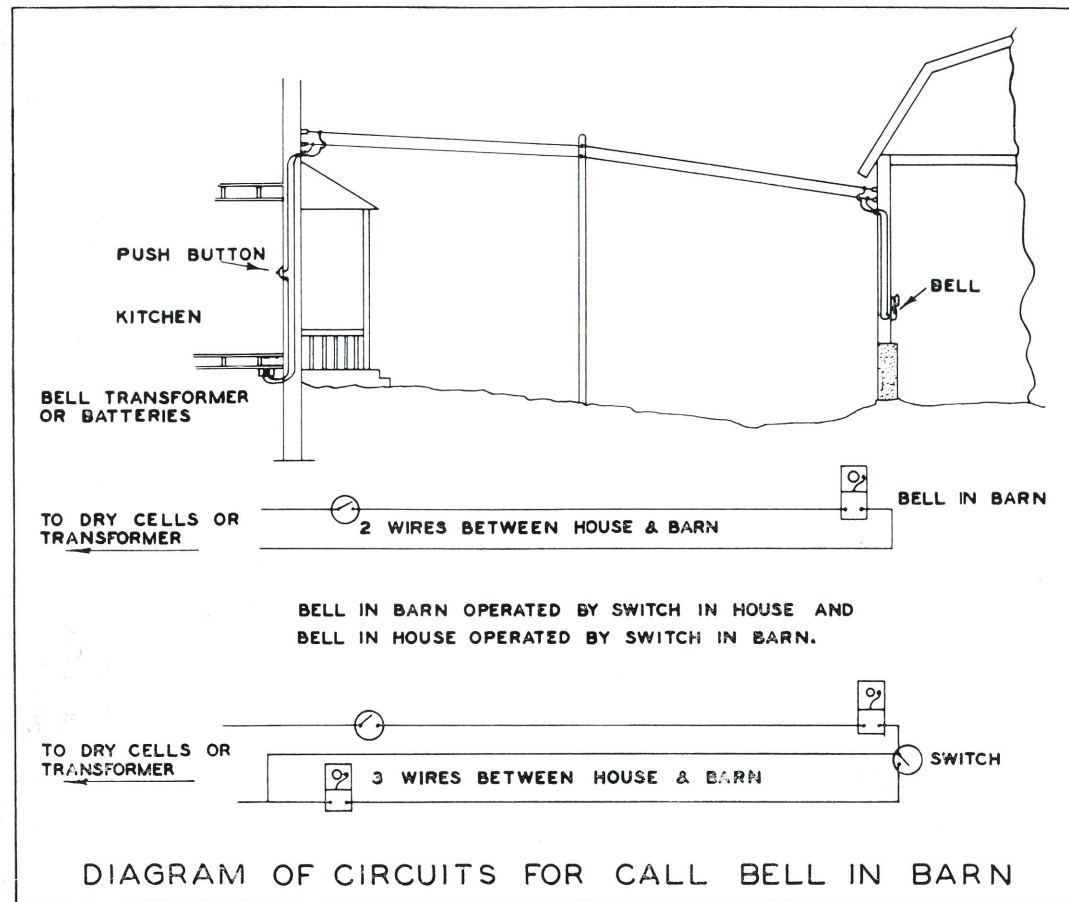 PUSH BUTTON
BELL
KITCHEN
BELL TRANSFORMER
OR BATTERIES
BELL IN BARN
TO DRY CELLS OR
TRANSFORMER
2 WIRES BETWEEN HOUSE & BARN
BELL IN BARN OPERATED BY SWITCH IN HOUSE AND
BELL IN HOUSE OPERATED BY SWITCH IN BARN.
TO DRY CELLS OR
TRANSFORMER
SWITCH
3 WIRES BETWEEN HOUSE & BARN
DIAGRAM OF CIRCUITS FOR CALL BELL IN BARN